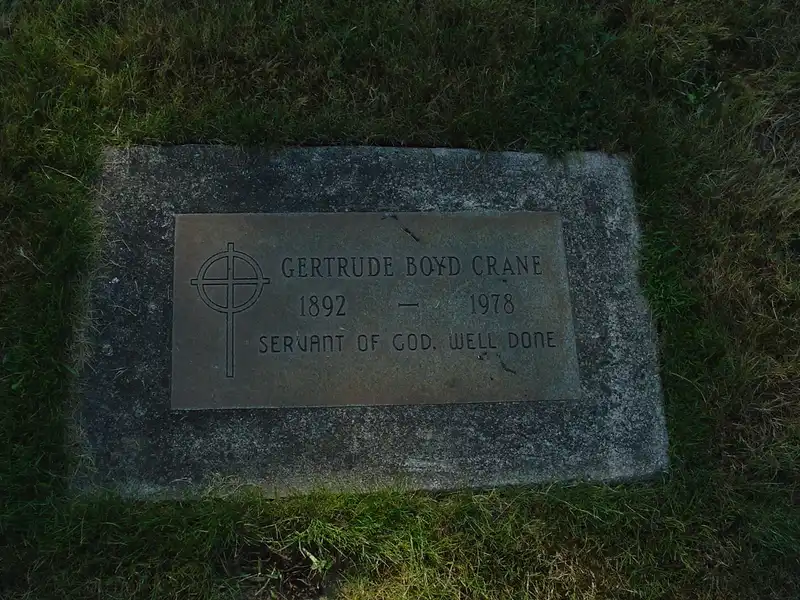 GERTRUDE BOYD CRANE
1892 — 1978
SERVANT OF GOD. WELL DONE